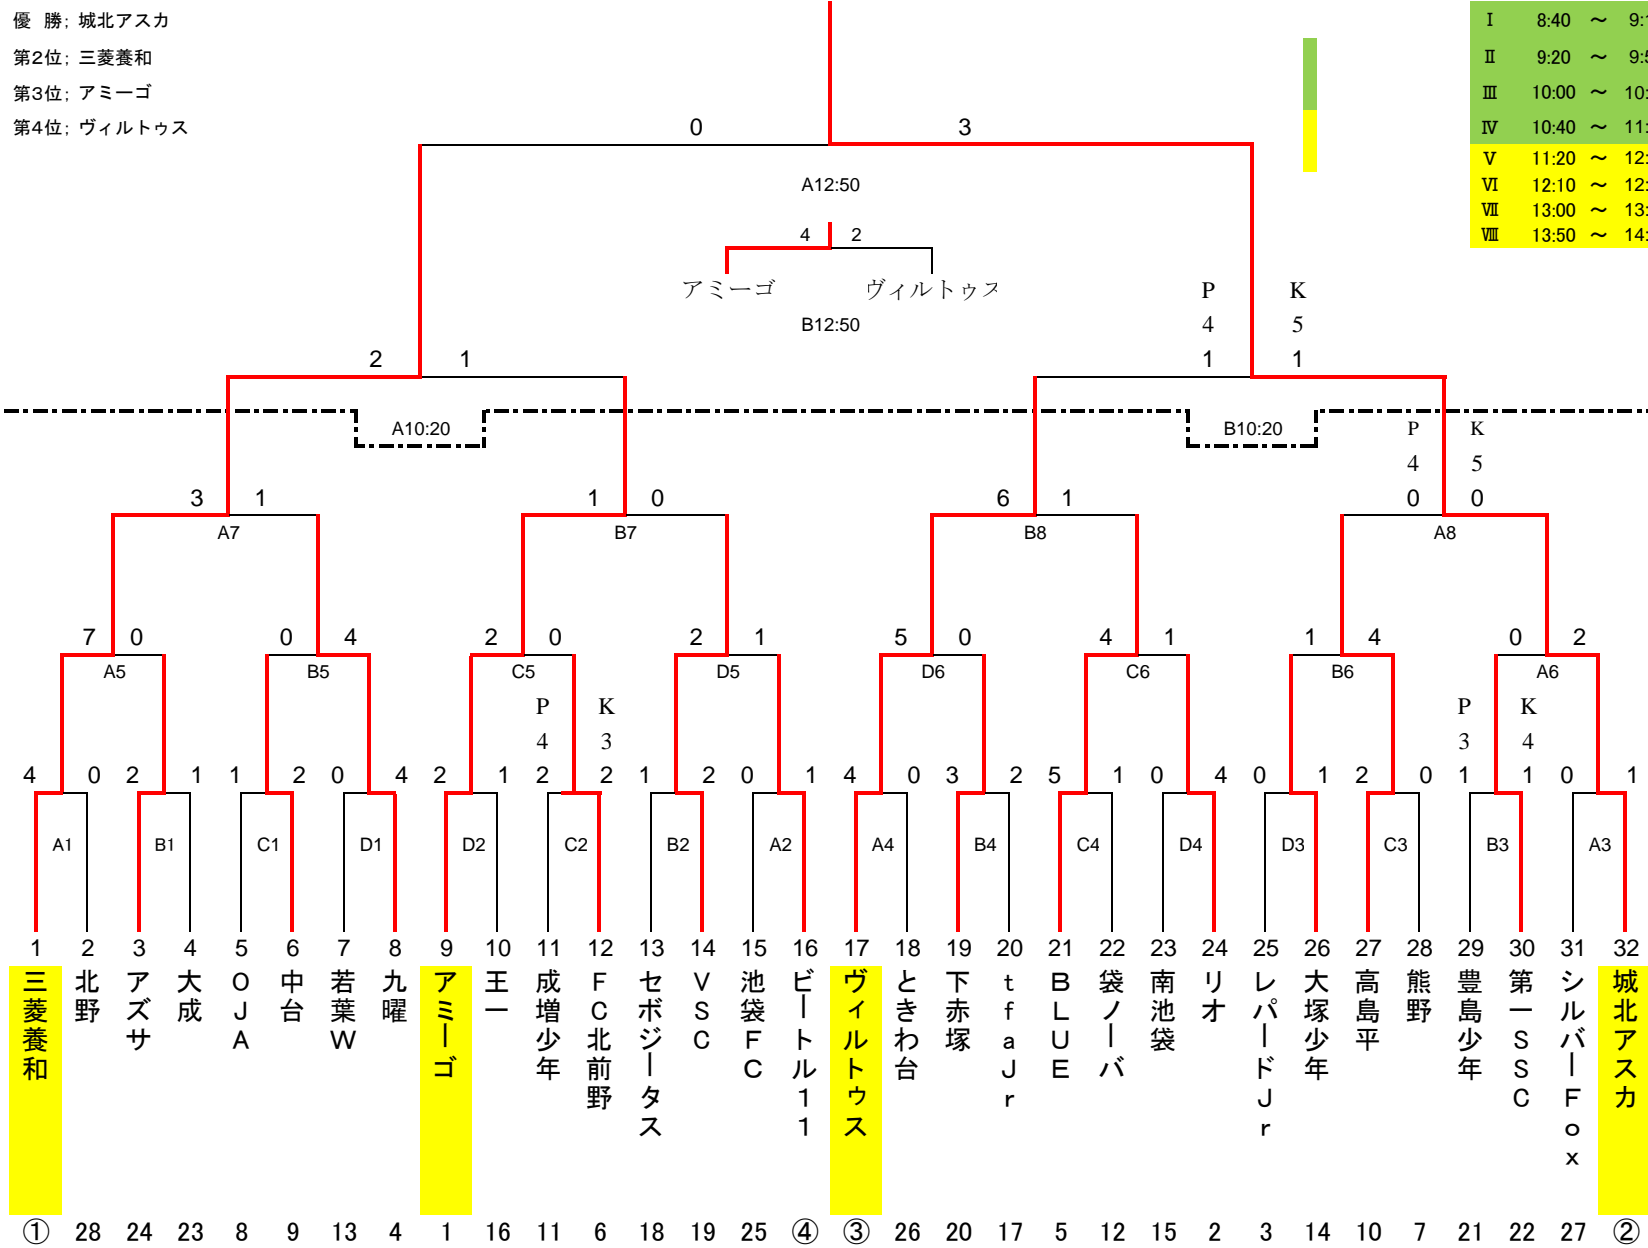 優 勝; 城北アスカ
第2位; 三菱養和
第3位; アミーゴ
第4位; ヴィルトゥス
Ⅰ 8:40 ～ 9:1
Ⅱ 9:20 ～ 9:5
Ⅲ 10:00 ～ 10:
Ⅳ 10:40 ～ 11:
Ⅴ 11:20 ～ 12:
Ⅵ 12:10 ～ 12:
Ⅶ 13:00 ～ 13:
Ⅷ 13:50 ～ 14:
0 3
A12:50
4 2
アミーゴ ヴィルトゥス
B12:50
P K
4 5
2 1 1 1
A10:20 B10:20
P K
4 5
3 1 1 0 6 1 0 0
A7 B7 B8 A8
7 0 0 4 2 0 2 1 5 0 4 1 1 4 0 2
A5 B5 C5 D5 D6 C6 B6 A6
P K P K
4 3 3 4
4 0 2 1 1 2 0 4 2 1 2 2 1 2 0 1 4 0 3 2 5 1 0 4 0 1 2 0 1 1 0 1
A1 B1 C1 D1 D2 C2 B2 A2 A4 B4 C4 D4 D3 C3 B3 A3
1 2 3 4 5 6 7 8 9 10 11 12 13 14 15 16 17 18 19 20 21 22 23 24 25 26 27 28 29 30 31 32
三菱養和
北野
アズサ
大成
OJA
中台
若葉W
九曜
アミーゴ
王一
成増少年
FC北前野
セボジータス
VSC
池袋FC
ビートル11
ヴィルトゥス
ときわ台
下赤塚
tfaJr
BLUE
袋ノーバ
南池袋
リオ
レパードJr
大塚少年
高島平
熊野
豊島少年
第一SSC
シルバーFox
城北アスカ
① 28 24 23 8 9 13 4 1 16 11 6 18 19 25 ④ ③ 26 20 17 5 12 15 2 3 14 10 7 21 22 27 ②